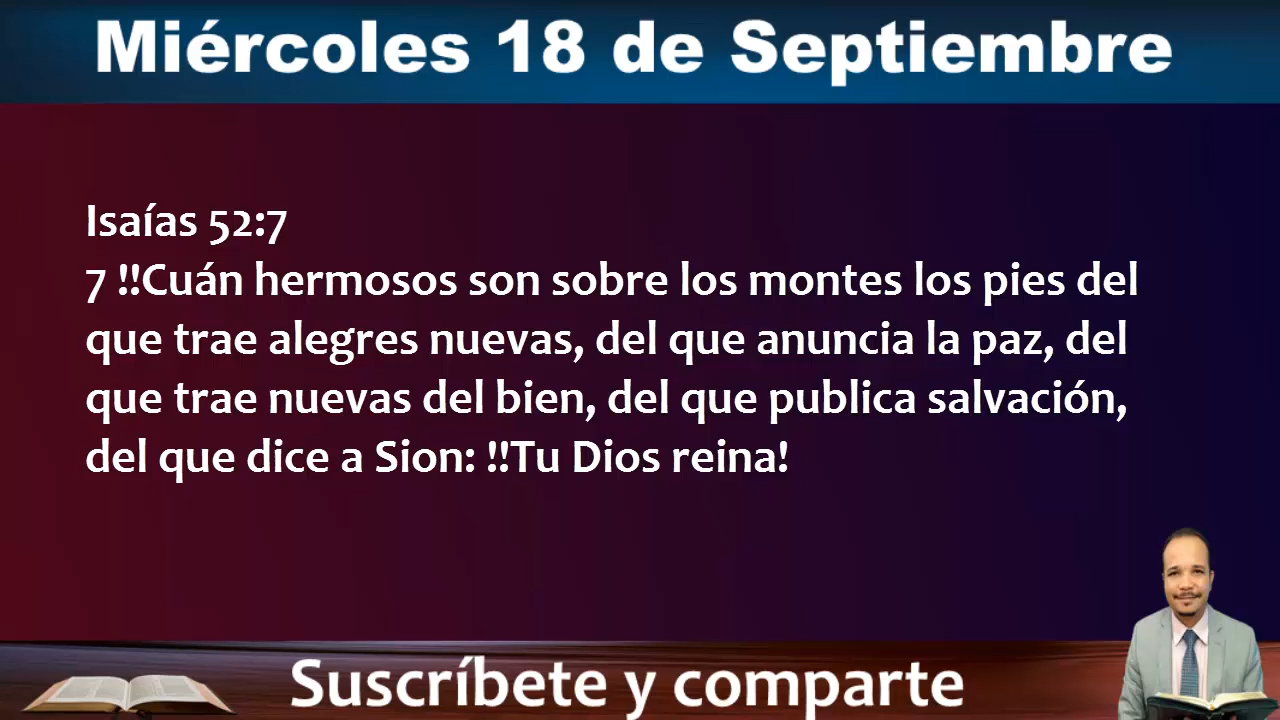 Miércoles 18 de Septiembre
Isaías 52:7
7 !!Cuán hermosos son sobre los montes los pies del
que trae alegres nuevas, del que anuncia la paz, del
que trae nuevas del bien, del que publica salvación,
del que dice a Sion: !!Tu Dios reina!
Suscríbete y comparte